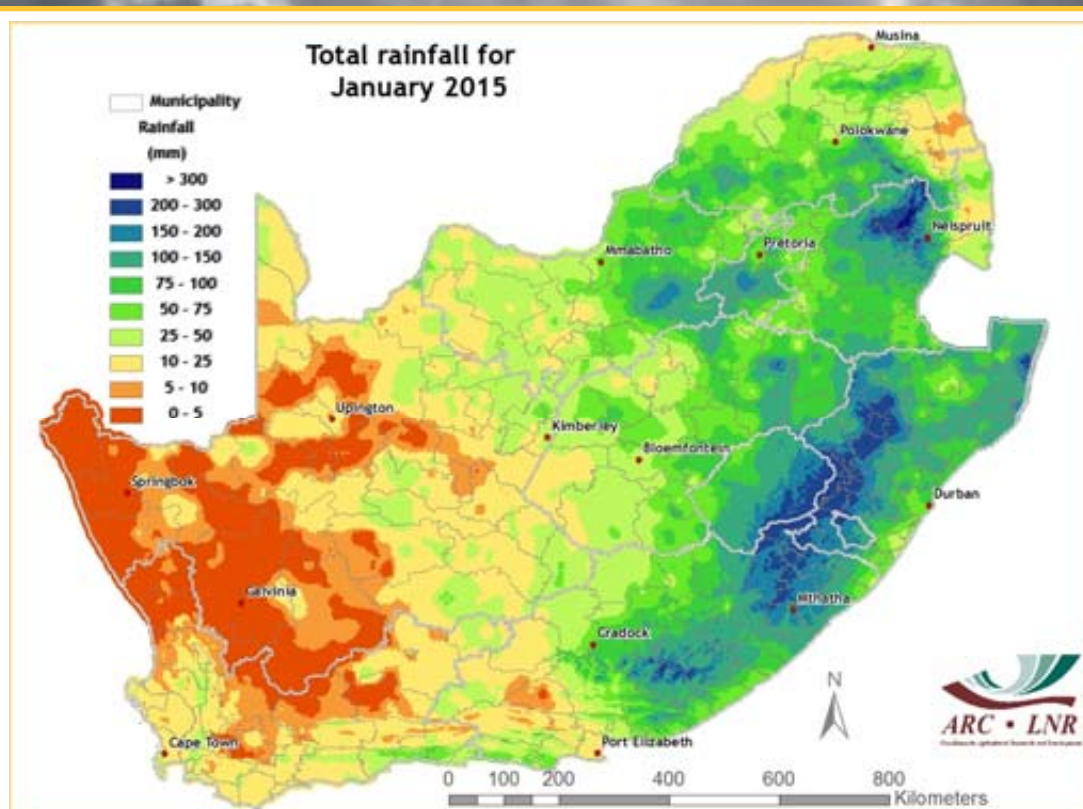 Total rainfall for
January 2015
Municipality
Rainfall
(mm)
> 300
200 - 300
150 - 200
100 - 150
75 - 100
50 - 75
25 - 50
10 - 25
5 - 10
0 - 5
Musina
Polokwane
Nelspruit
Pretoria
Mmabatho
Upington
Kimberley
Bloemfontein
Springbok
Durban
Calvinia
Mthatha
Cradock
Cape Town
Port Elizabeth
N
ARC • LNR
0 100 200 400 600 800
Kilometers